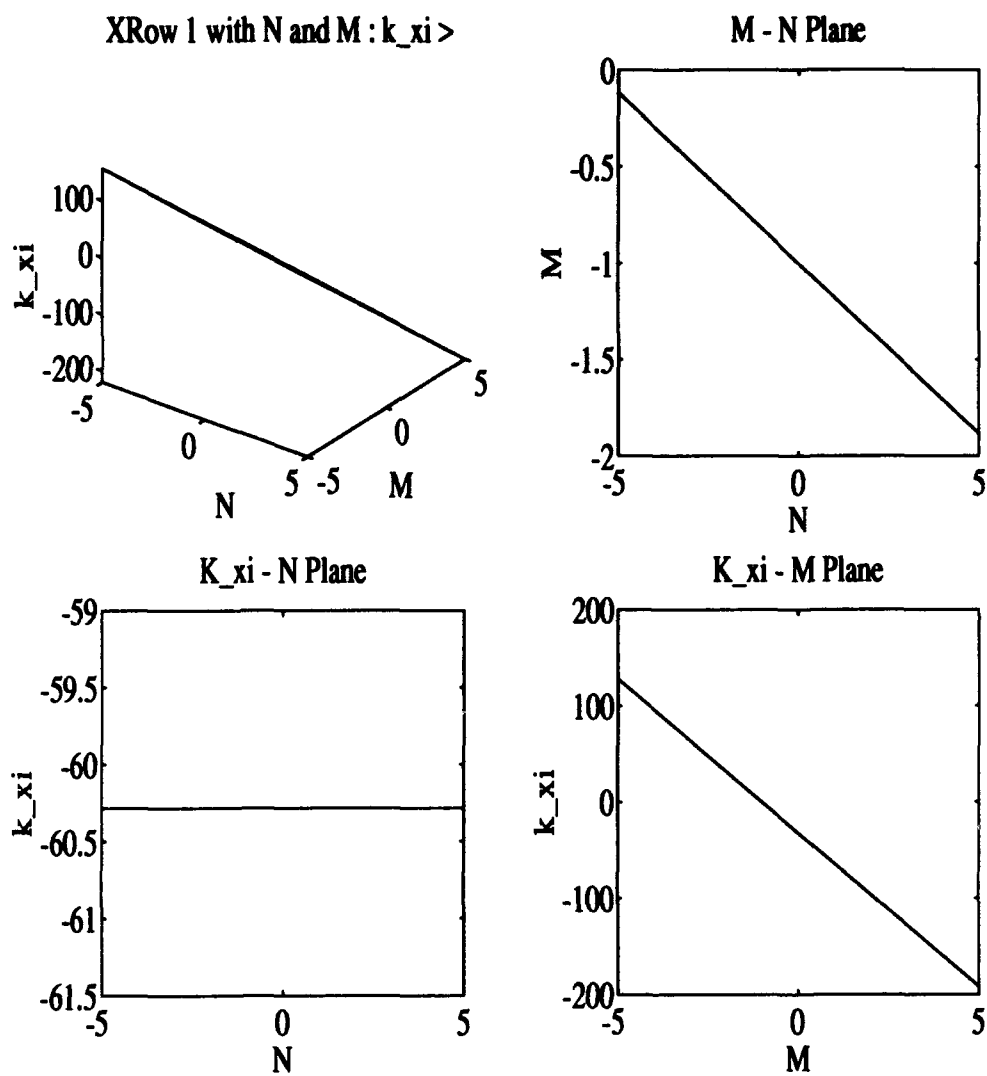 XRow 1 with N and M : k_xi >
100
0
-100
-200
k_xi
-5
0
5
N
-5
0
5
M
M - N Plane
0
-0.5
-1
-1.5
-2
M
-5
0
5
N
K_xi - N Plane
-59
-59.5
-60
-60.5
-61
-61.5
k_xi
-5
0
5
N
K_xi - M Plane
200
100
0
-100
-200
k_xi
-5
0
5
M